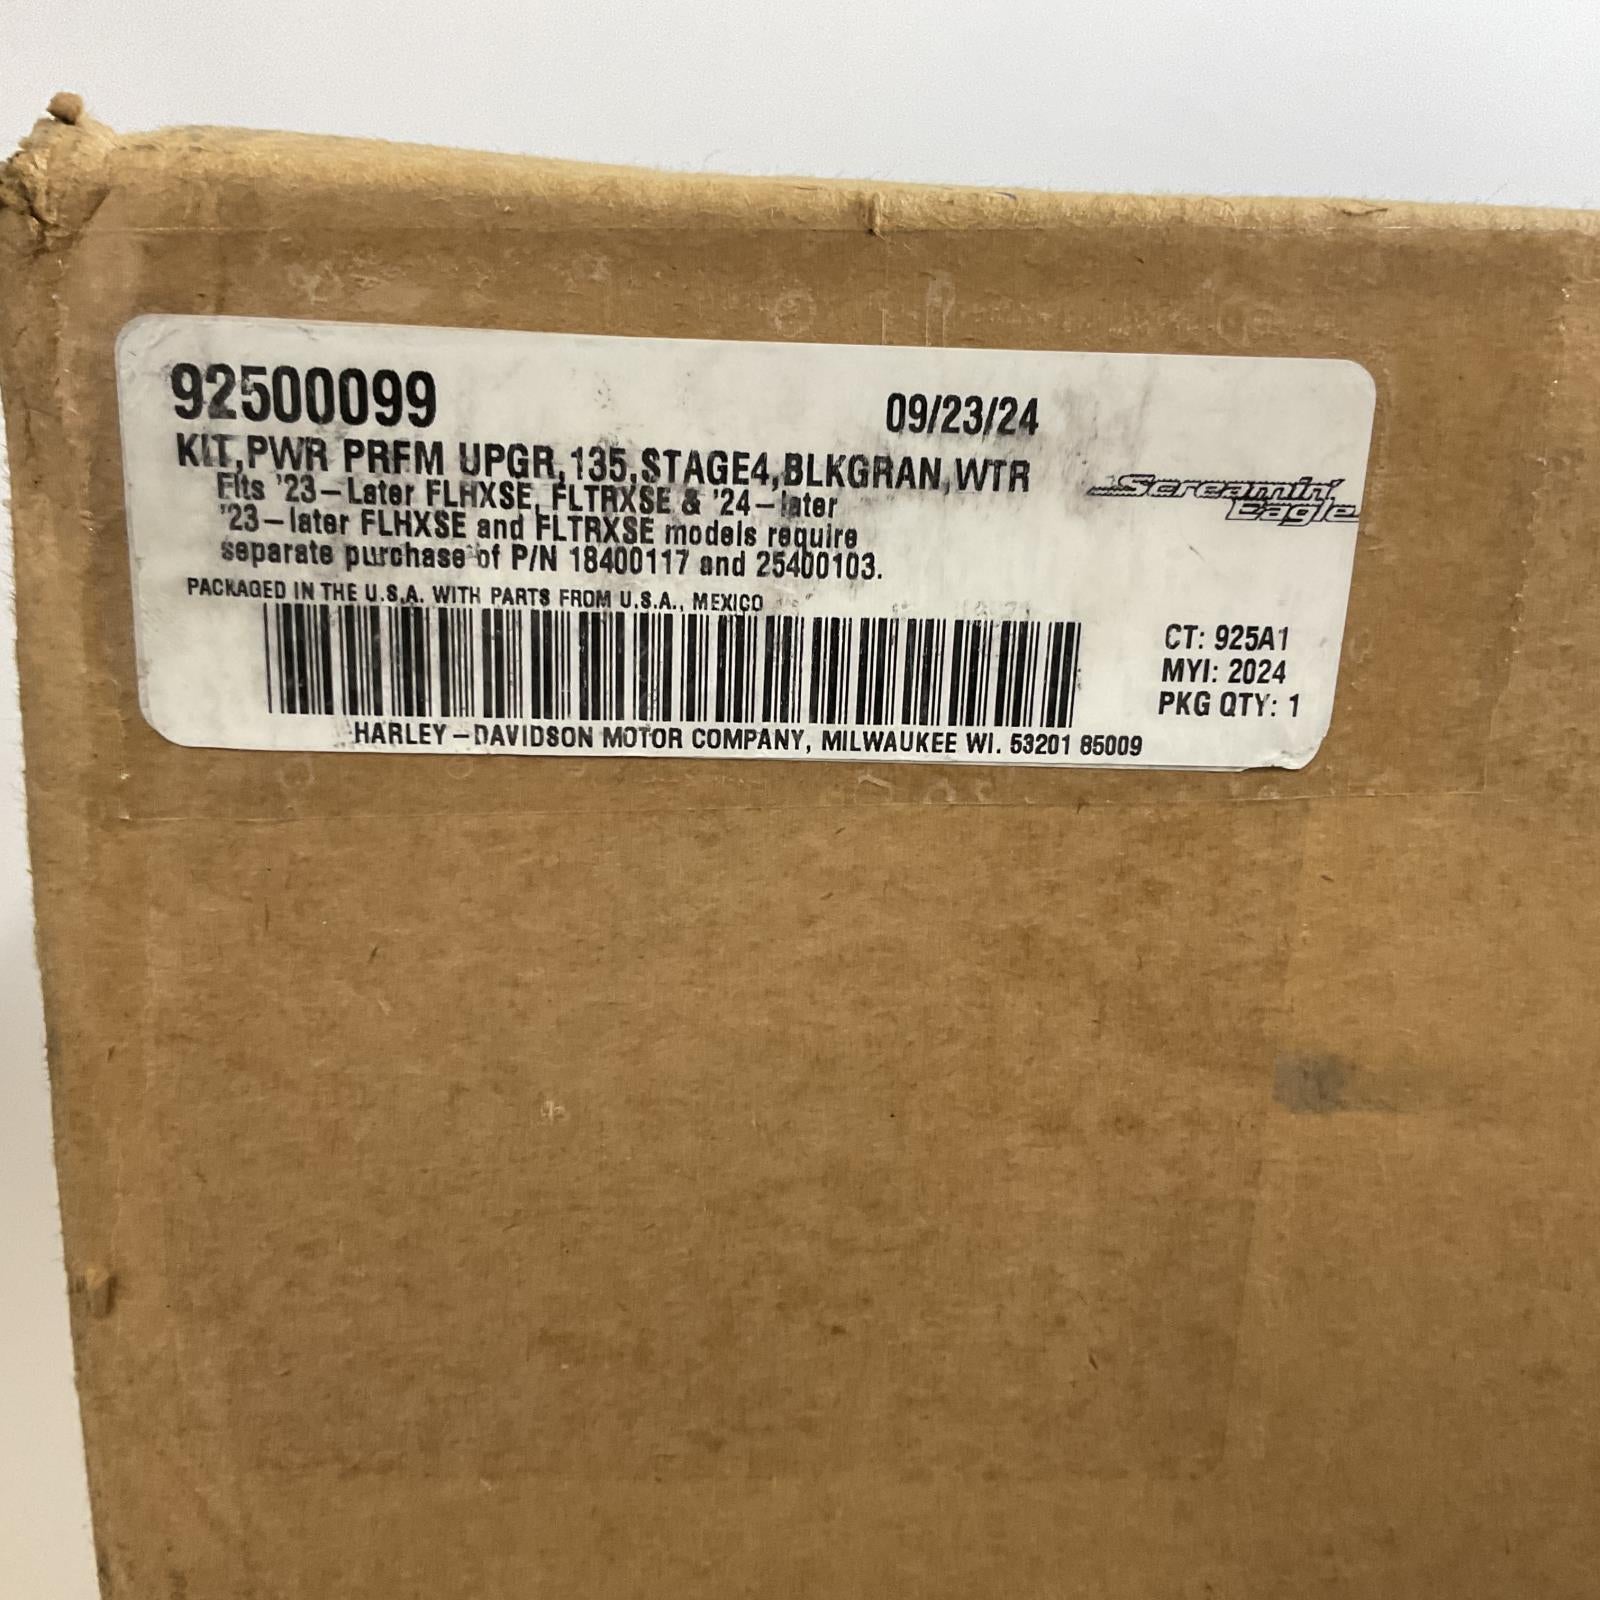 92500099
09/23/24
KIT,PWR PRFM UPGR,135,STAGE4,BLKGRAN,WTR
Fits '23-Later FLHXSE, FLTRXSE & '24-later
'23-later FLHXSE and FLTRXSE models require
separate purchase of P/N 18400117 and 25400103.
Screamin'
Eagle
PACKAGED IN THE U.S.A. WITH PARTS FROM U.S.A., MEXICO
CT: 925A1
MYI: 2024
PKG QTY: 1
HARLEY-DAVIDSON MOTOR COMPANY, MILWAUKEE WI. 53201 85009